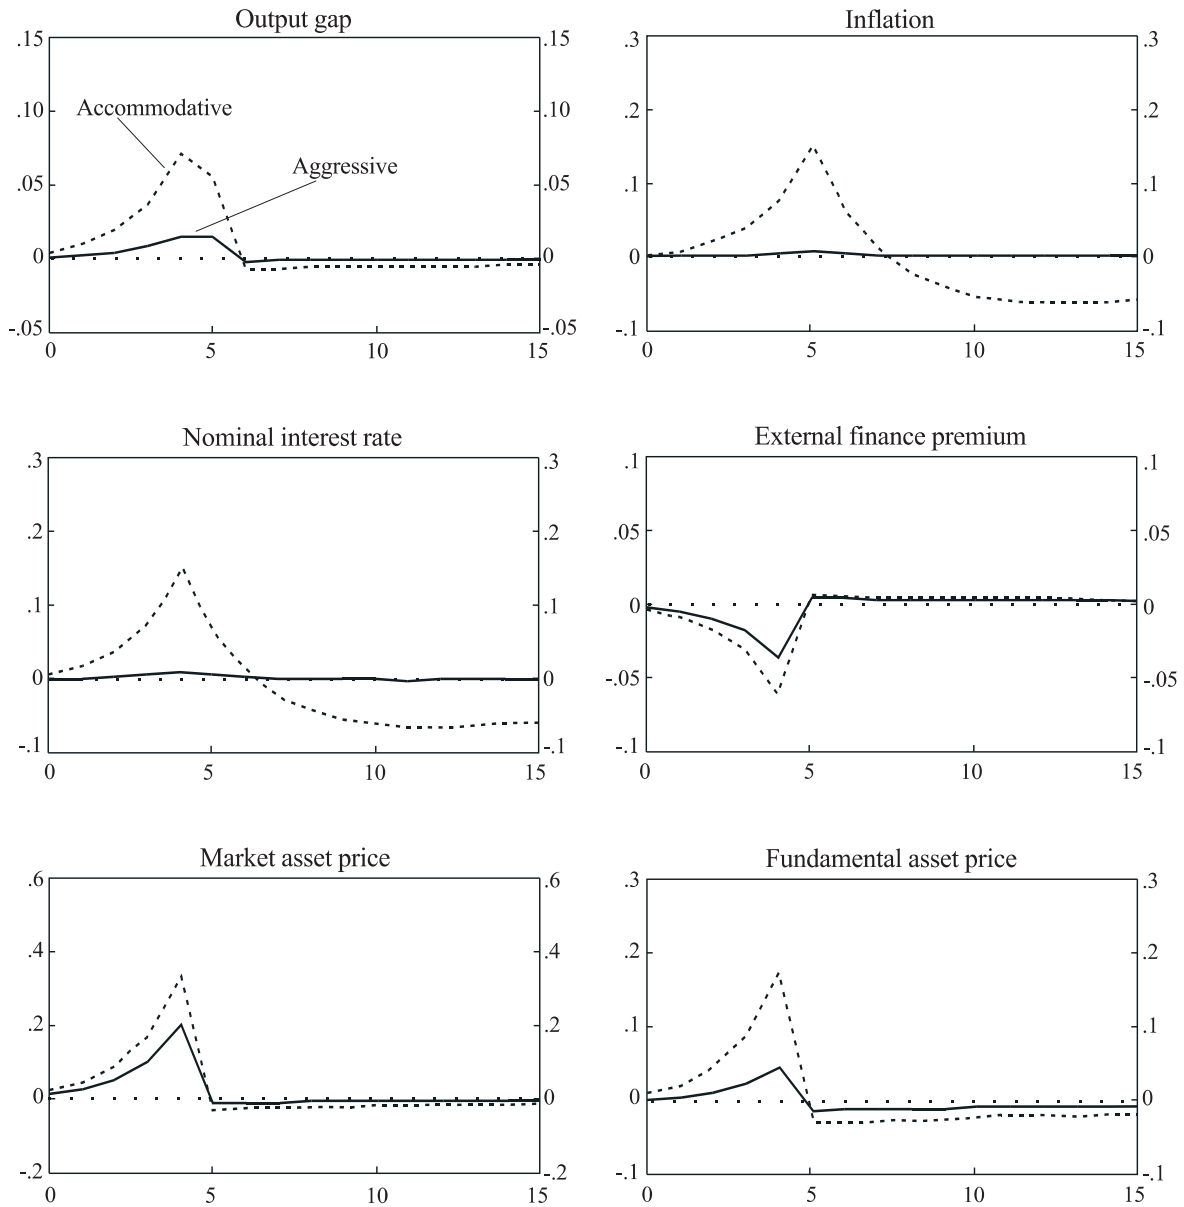 Output gap
.15 .15
Accommodative
.10 .10
Aggressive
.05 .05
0 0
-.05 -.05
0 5 10 15
Inflation
.3 .3
.2 .2
.1 .1
0 0
-.1 -.1
0 5 10 15
Nominal interest rate
.3 .3
.2 .2
.1 .1
0 0
-.1 -.1
0 5 10 15
External finance premium
.1 .1
.05 .05
0 0
-.05 -.05
-.1 -.1
0 5 10 15
Market asset price
.6 .6
.4 .4
.2 .2
0 0
-.2 -.2
0 5 10 15
Fundamental asset price
.3 .3
.2 .2
.1 .1
0 0
-.1 -.1
0 5 10 15